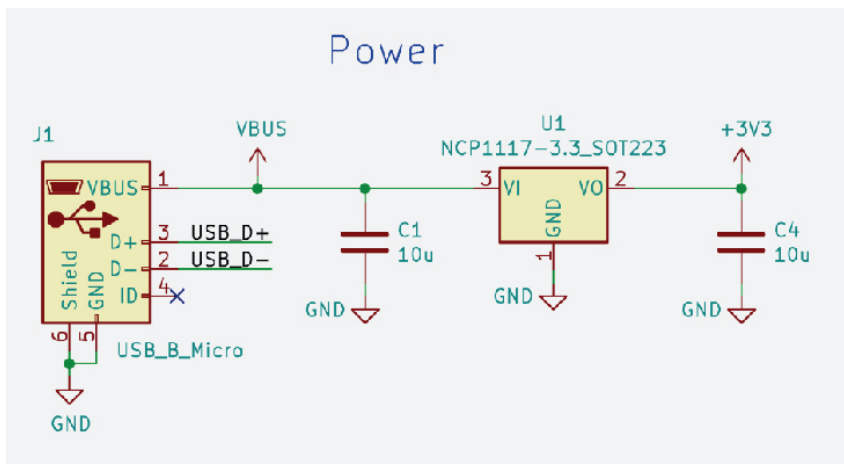 Power
J1
VBUS
U1
NCP1117-3.3_SOT223
+3V3
VBUS
1
3
VI
VO
2
D+
3
USB_D+
D-
2
USB_D-
ID
4
Shield
GND
GND
1
C1
10u
C4
10u
6
5
USB_B_Micro
GND
GND
GND
GND